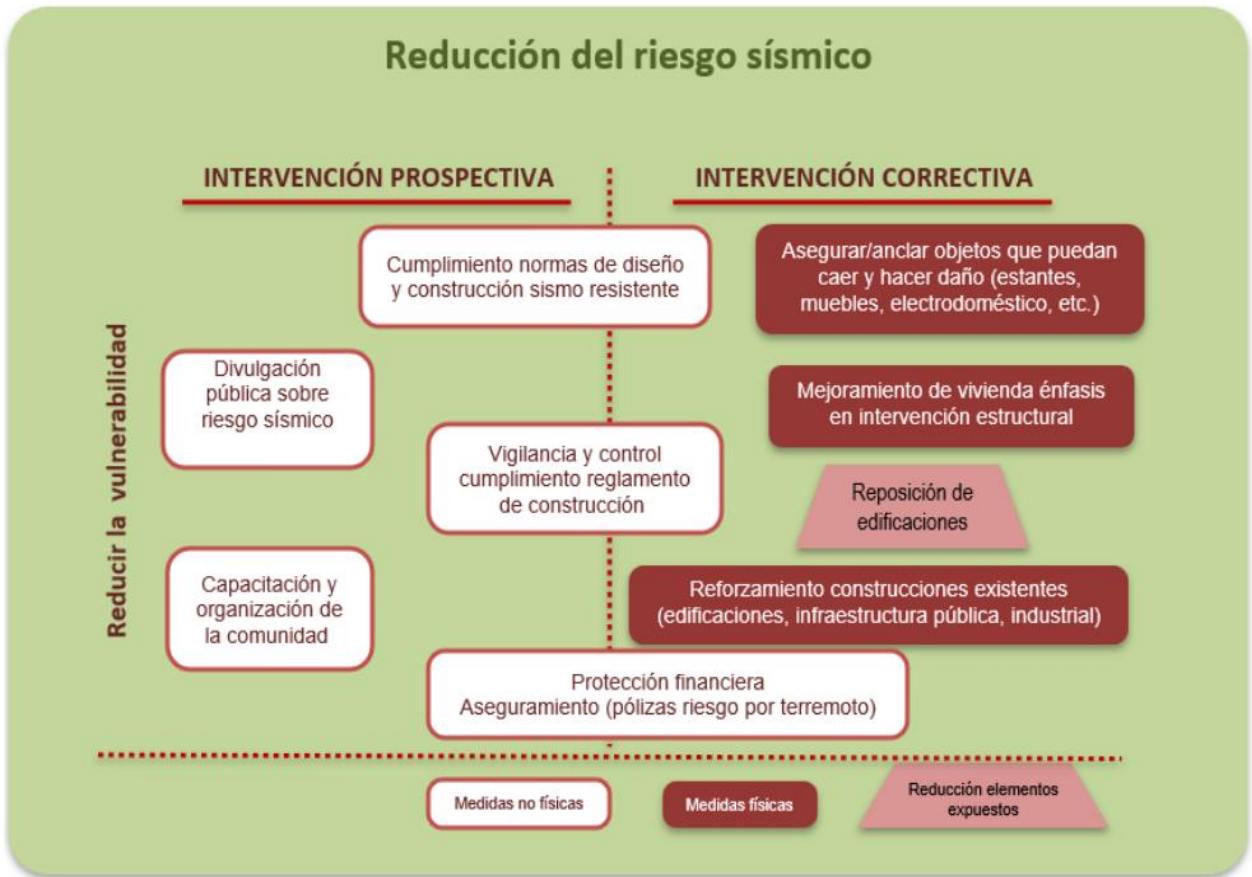 Reducción del riesgo sísmico
INTERVENCIÓN PROSPECTIVA
INTERVENCIÓN CORRECTIVA
Reducir la vulnerabilidad
Cumplimiento normas de diseño
y construcción sismo resistente
Asegurar/anclar objetos que puedan
caer y hacer daño (estantes,
muebles, electrodoméstico, etc.)
Divulgación
pública sobre
riesgo sísmico
Mejoramiento de vivienda énfasis
en intervención estructural
Vigilancia y control
cumplimiento reglamento
de construcción
Reposición de
edificaciones
Capacitación y
organización de
la comunidad
Reforzamiento construcciones existentes
(edificaciones, infraestructura pública, industrial)
Protección financiera
Aseguramiento (pólizas riesgo por terremoto)
Medidas no físicas
Medidas físicas
Reducción elementos
expuestos